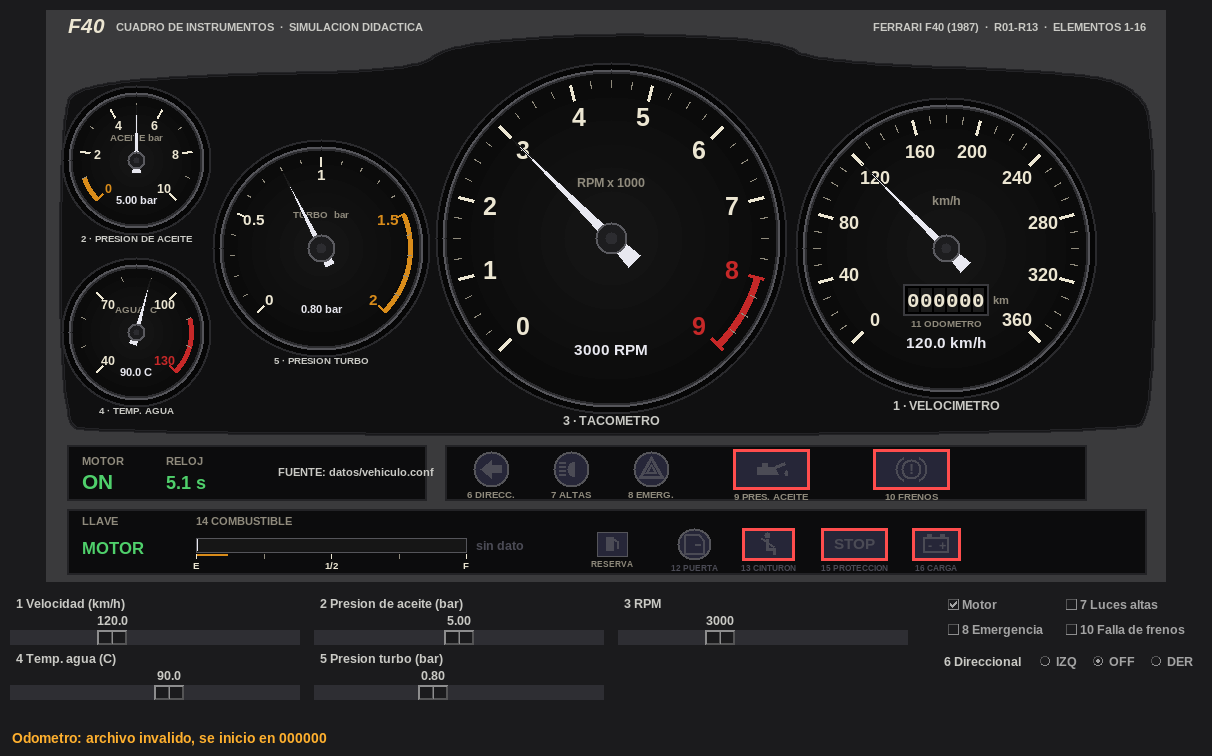 F40 CUADRO DE INSTRUMENTOS · SIMULACION DIDACTICA
FERRARI F40 (1987) · R01-R13 · ELEMENTOS 1-16
0 2 4 6 8 10
ACEITE bar
5.00 bar
2 · PRESION DE ACEITE
40 70 100 130
AGUA C
90.0 C
4 · TEMP. AGUA
0 0.5 1 1.5 2
TURBO bar
0.80 bar
5 · PRESION TURBO
0 1 2 3 4 5 6 7 8 9
RPM x 1000
3000 RPM
3 · TACOMETRO
0 40 80 120 160 200 240 280 320 360
km/h
000000 km
11 ODOMETRO
120.0 km/h
1 · VELOCIMETRO
MOTOR RELOJ
ON 5.1 s
FUENTE: datos/vehiculo.conf
6 DIRECC. 7 ALTAS 8 EMERG. 9 PRES. ACEITE 10 FRENOS
LLAVE
MOTOR
14 COMBUSTIBLE
sin dato
E 1/2 F
RESERVA
12 PUERTA
13 CINTURON
STOP
15 PROTECCION
16 CARGA
1 Velocidad (km/h)
120.0
2 Presion de aceite (bar)
5.00
3 RPM
3000
4 Temp. agua (C)
90.0
5 Presion turbo (bar)
0.80
Motor
7 Luces altas
8 Emergencia
10 Falla de frenos
6 Direccional IZQ OFF DER
Odometro: archivo invalido, se inicio en 000000